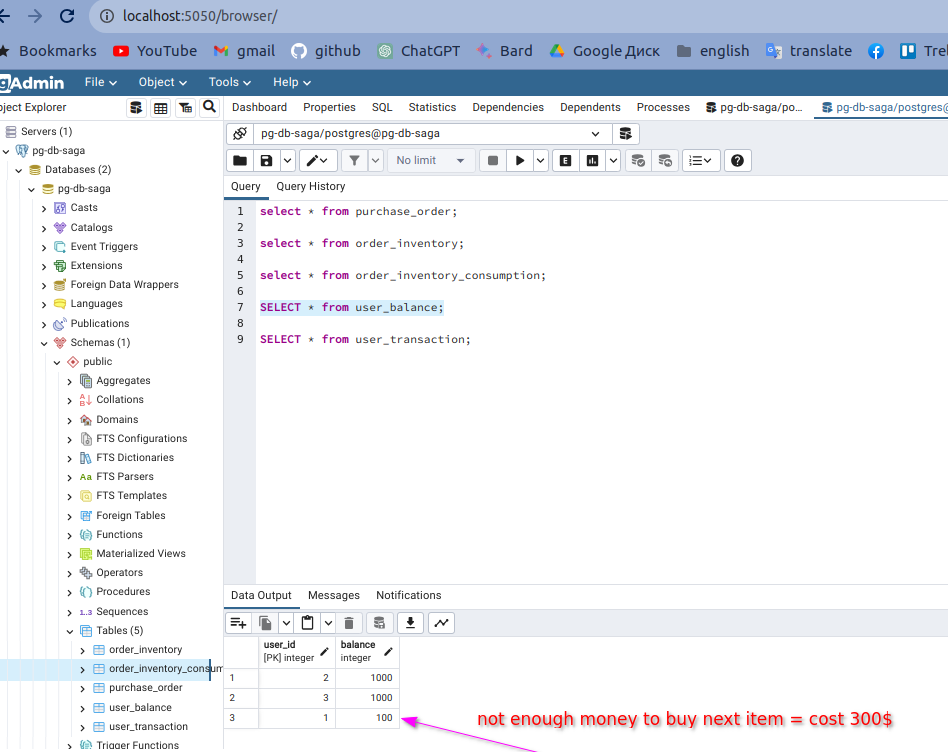 localhost:5050/browser/
Bookmarks YouTube gmail github ChatGPT Bard Google Диск english translate Tre
gAdmin File Object Tools Help
ject Explorer
Dashboard Properties SQL Statistics Dependencies Dependents Processes pg-db-saga/po... pg-db-saga/postgres@
Servers (1)
pg-db-saga
Databases (2)
pg-db-saga
Casts
Catalogs
Event Triggers
Extensions
Foreign Data Wrappers
Languages
Publications
Schemas (1)
public
Aggregates
Collations
Domains
FTS Configurations
FTS Dictionaries
Aa FTS Parsers
FTS Templates
Foreign Tables
Functions
Materialized Views
Operators
Procedures
1..3 Sequences
Tables (5)
order_inventory
order_inventory_consum
purchase_order
user_balance
user_transaction
Trigger Functions
pg-db-saga/postgres@pg-db-saga
No limit E
Query Query History
1 select * from purchase_order;
2
3 select * from order_inventory;
4
5 select * from order_inventory_consumption;
6
7 SELECT * from user_balance;
8
9 SELECT * from user_transaction;
Data Output Messages Notifications
user_id balance
[PK] integer integer
1 2 1000
2 3 1000
3 1 100
not enough money to buy next item = cost 300$